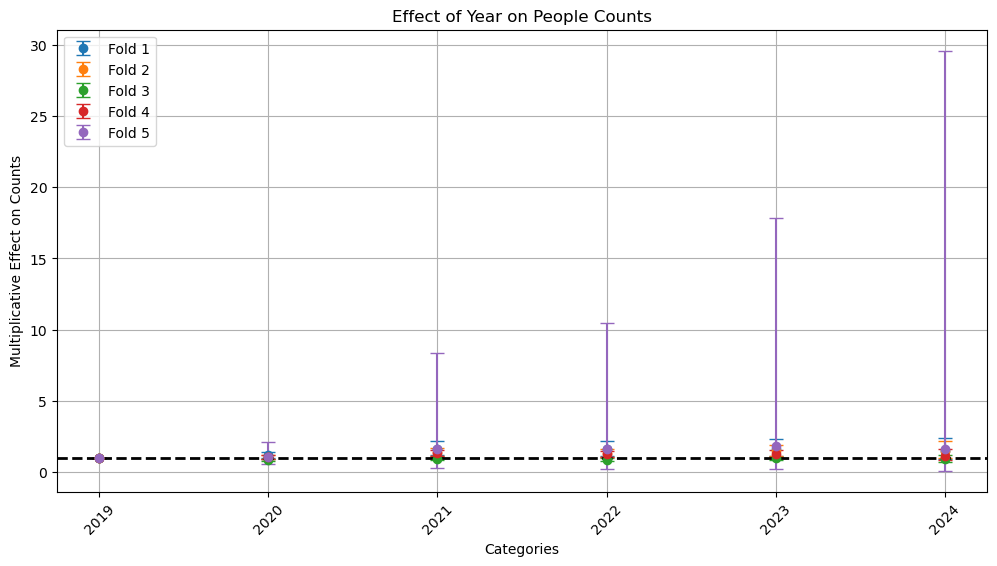 Effect of Year on People Counts
Fold 1
Fold 2
Fold 3
Fold 4
Fold 5
Multiplicative Effect on Counts
30
25
20
15
10
5
0
2019
2020
2021
2022
2023
2024
Categories